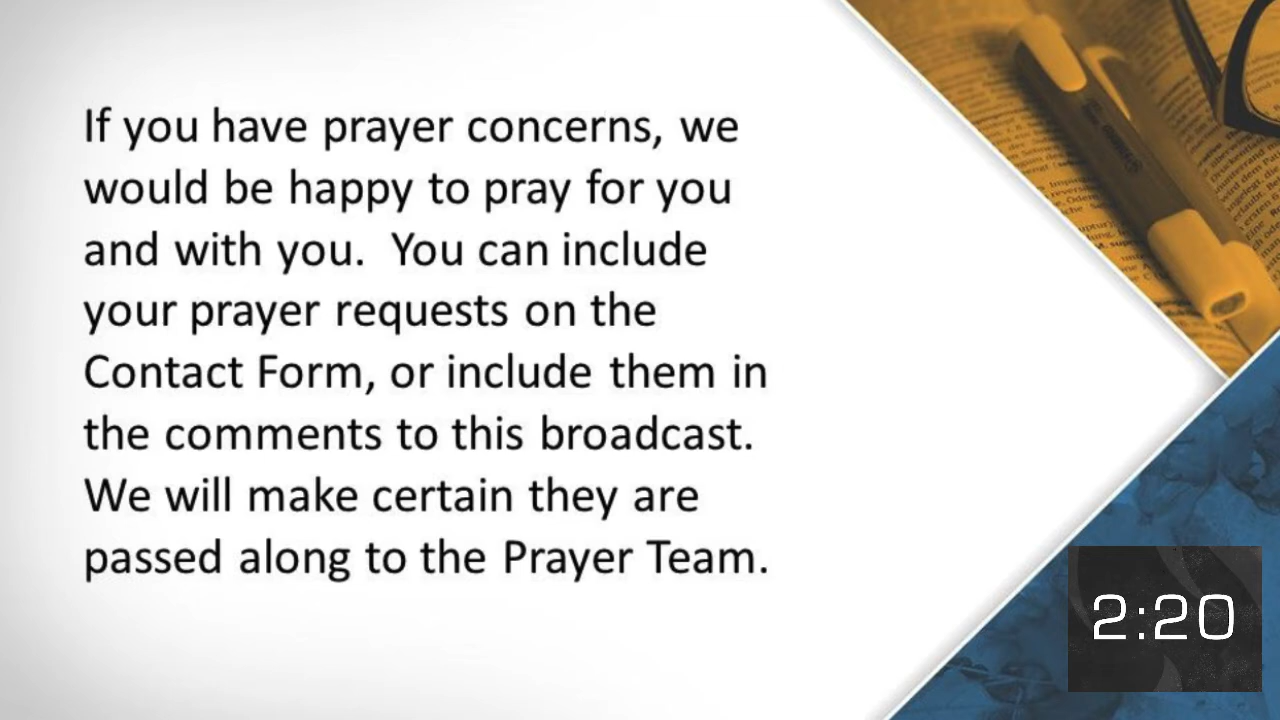 If you have prayer concerns, we
would be happy to pray for you
and with you.  You can include
your prayer requests on the
Contact Form, or include them in
the comments to this broadcast.
We will make certain they are
passed along to the Prayer Team.
2:20